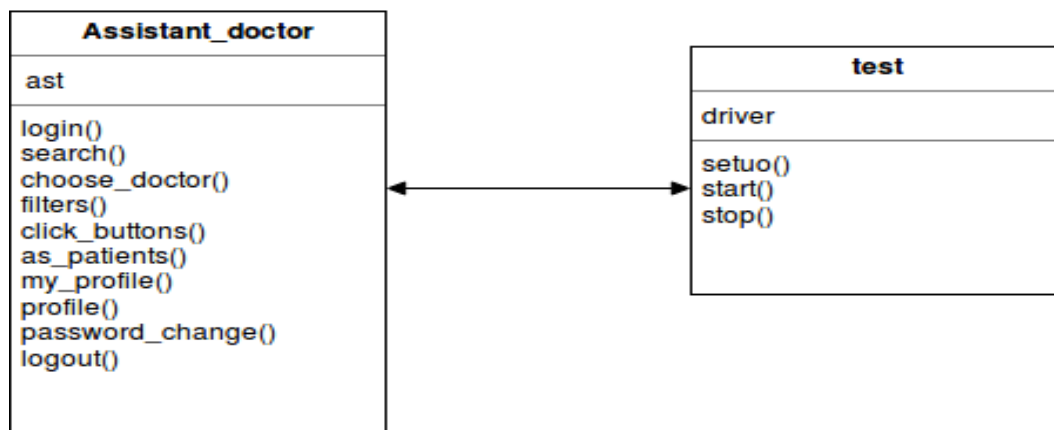 Assistant_doctor
ast
login()
search()
choose_doctor()
filters()
click_buttons()
as_patients()
my_profile()
profile()
password_change()
logout()
test
driver
setuo()
start()
stop()